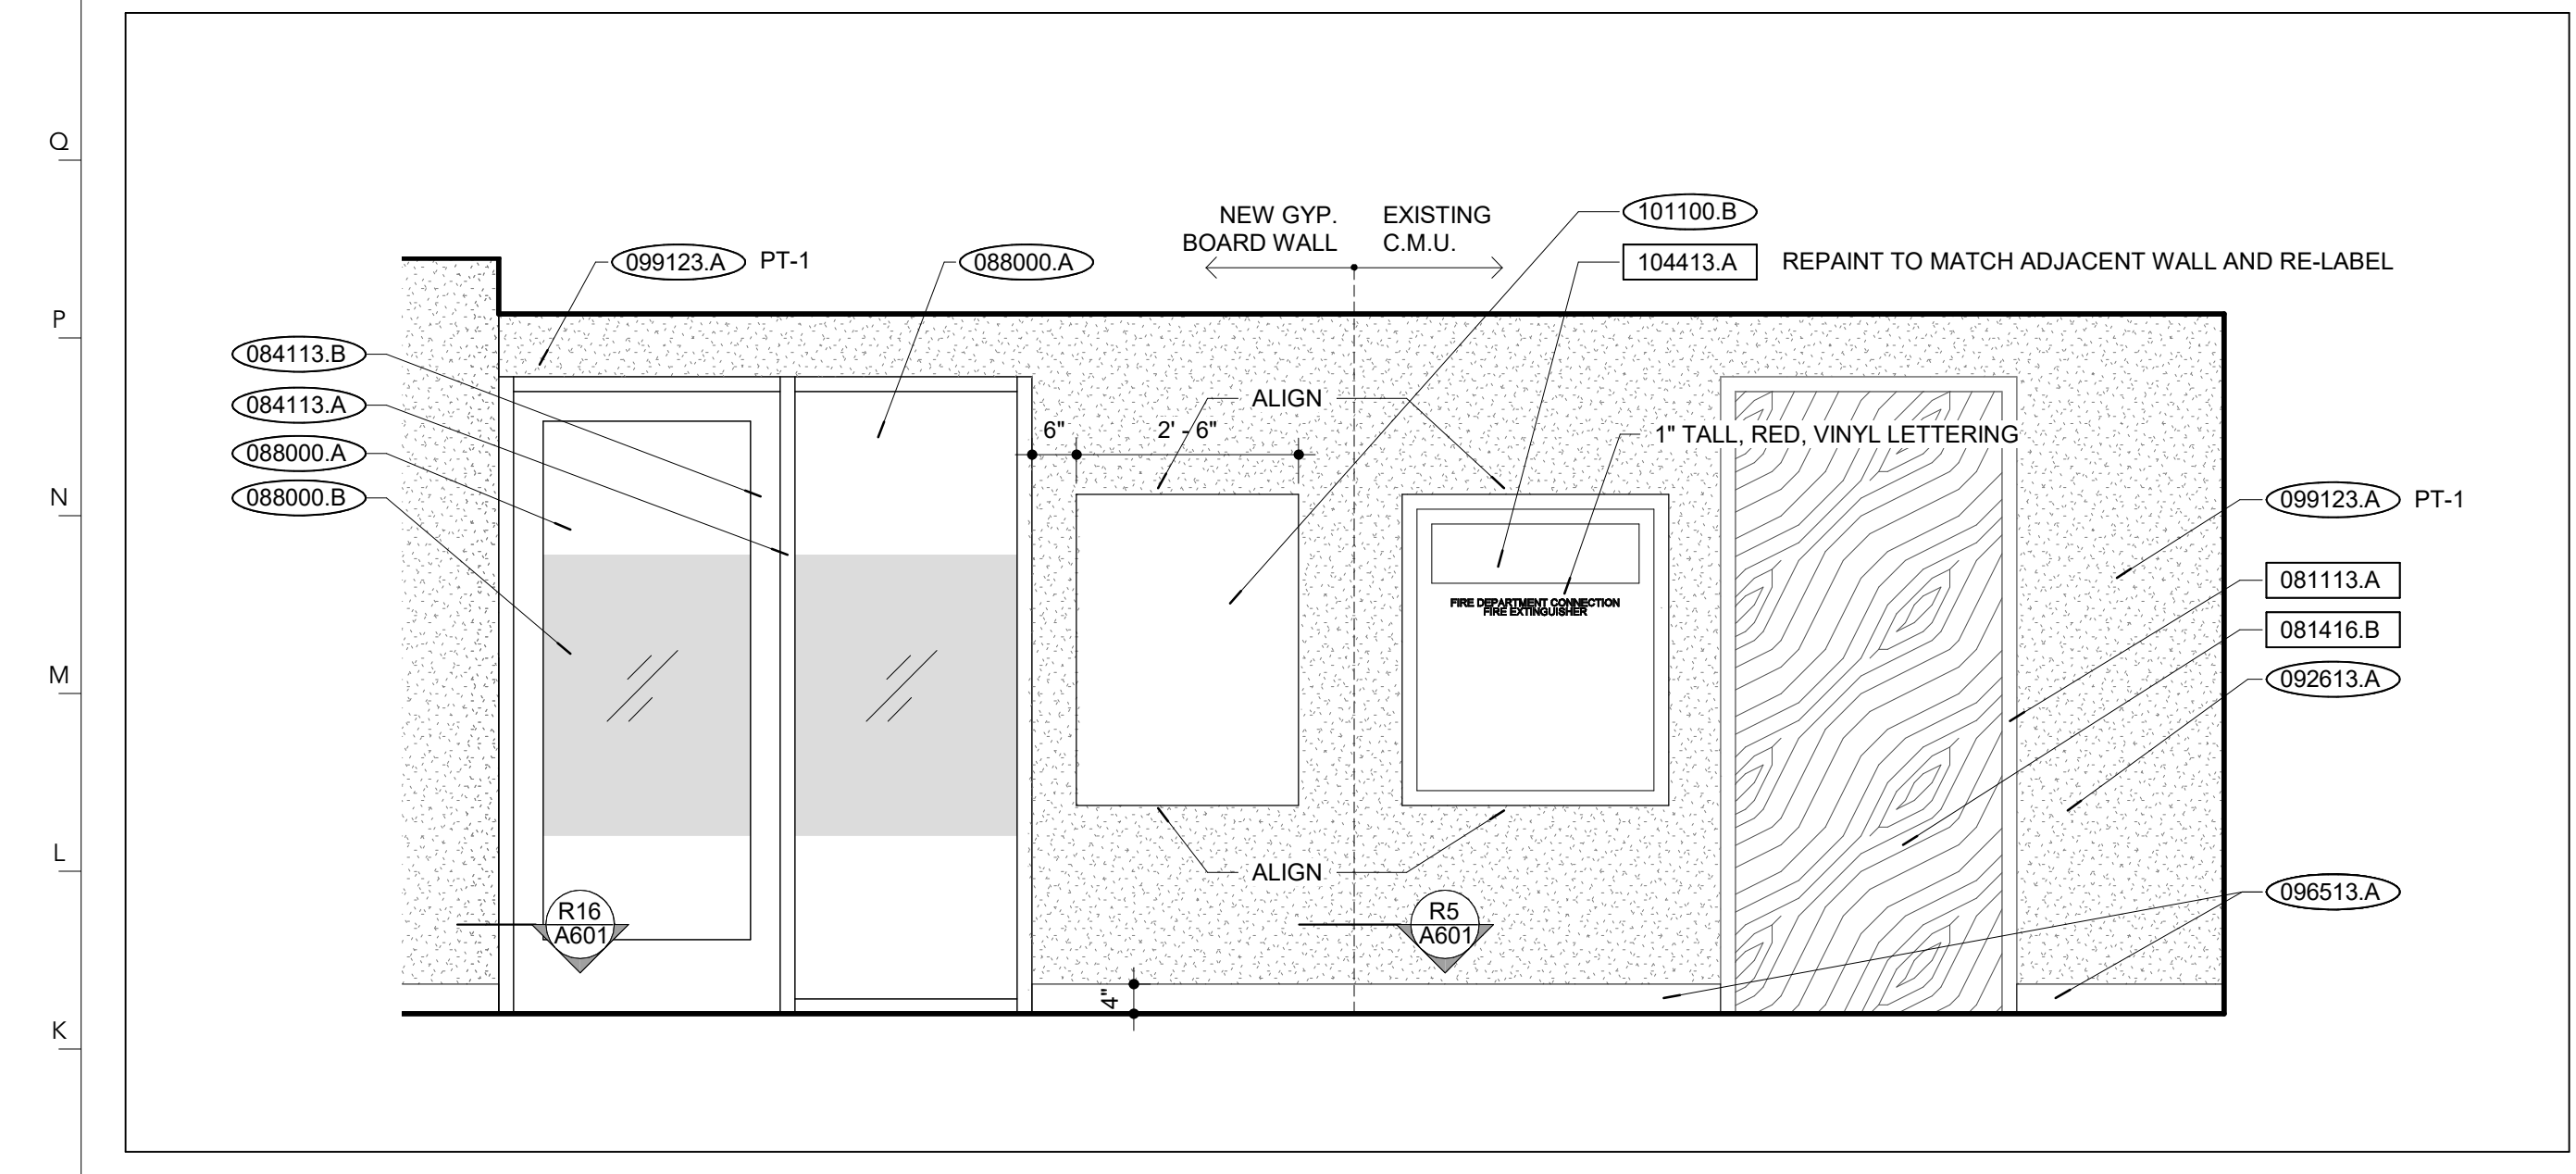 Q
P
N
M
L
K
NEW GYP.
BOARD WALL
EXISTING
C.M.U.
101100.B
104413.A REPAINT TO MATCH ADJACENT WALL AND RE-LABEL
099123.A PT-1
088000.A
084113.B
084113.A
088000.A
088000.B
ALIGN
6"
2' - 6"
1" TALL, RED, VINYL LETTERING
FIRE DEPARTMENT CONNECTION
FIRE EXTINGUISHER
099123.A PT-1
081113.A
081416.B
092613.A
ALIGN
096513.A
R16
A601
R5
A601
4"